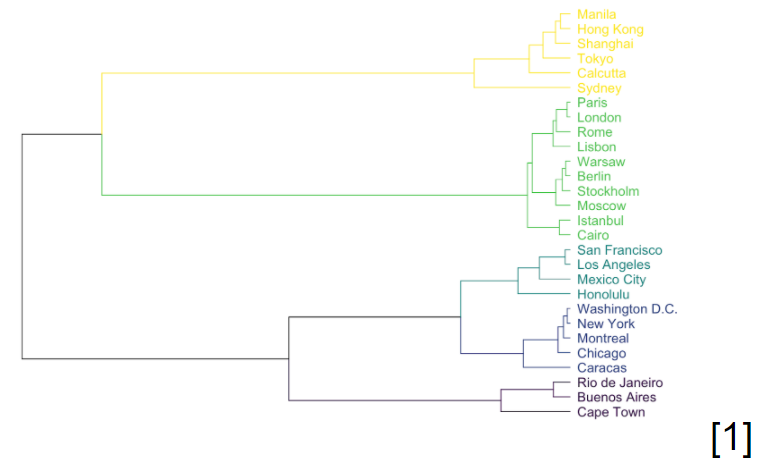 Manila
Hong Kong
Shanghai
Tokyo
Calcutta
Sydney
Paris
London
Rome
Lisbon
Warsaw
Berlin
Stockholm
Moscow
Istanbul
Cairo
San Francisco
Los Angeles
Mexico City
Honolulu
Washington D.C.
New York
Montreal
Chicago
Caracas
Rio de Janeiro
Buenos Aires
Cape Town
[1]